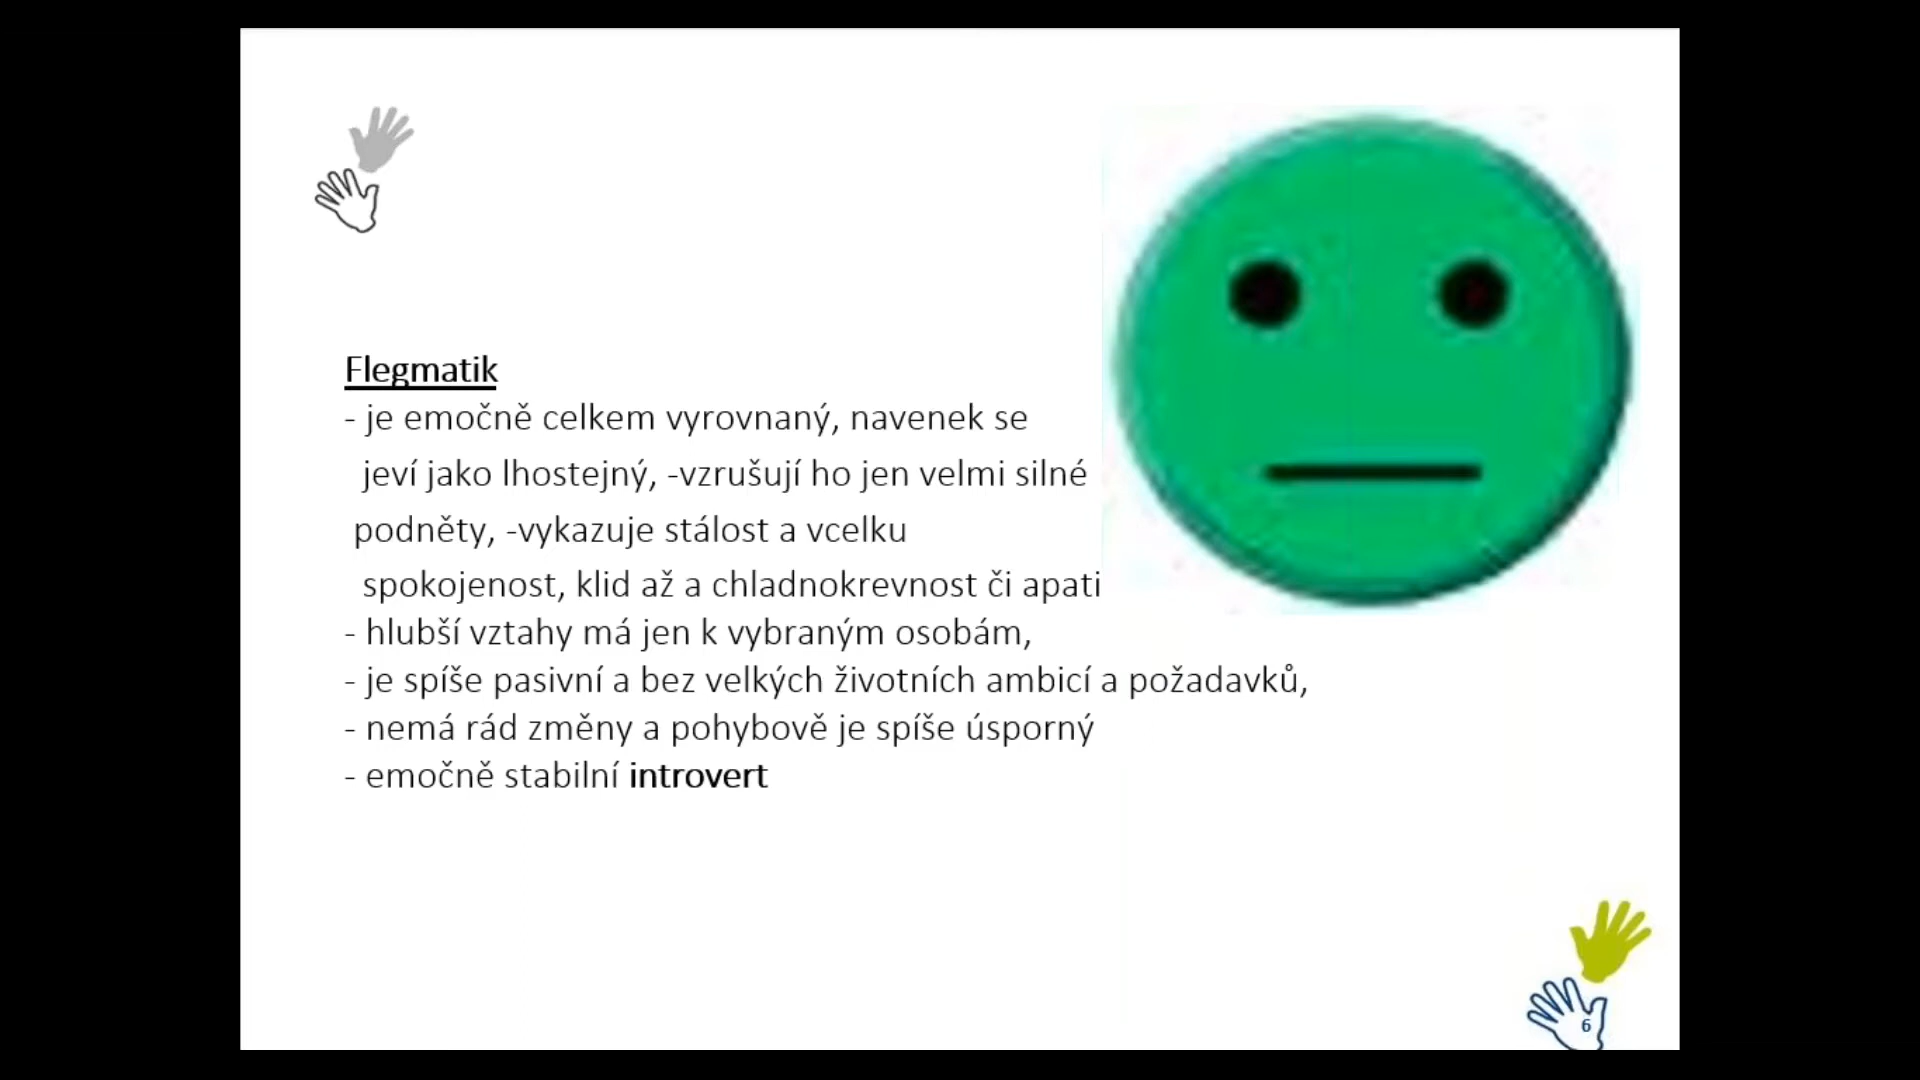 Flegmatik
- je emočně celkem vyrovnaný, navenek se
jeví jako lhostejný, -vzrušují ho jen velmi silné
podněty, -vykazuje stálost a vcelku
spokojenost, klid až a chladnokrevnost či apati
- hlubší vztahy má jen k vybraným osobám,
- je spíše pasivní a bez velkých životních ambicí a požadavků,
- nemá rád změny a pohybově je spíše úsporný
- emočně stabilní introvert
6